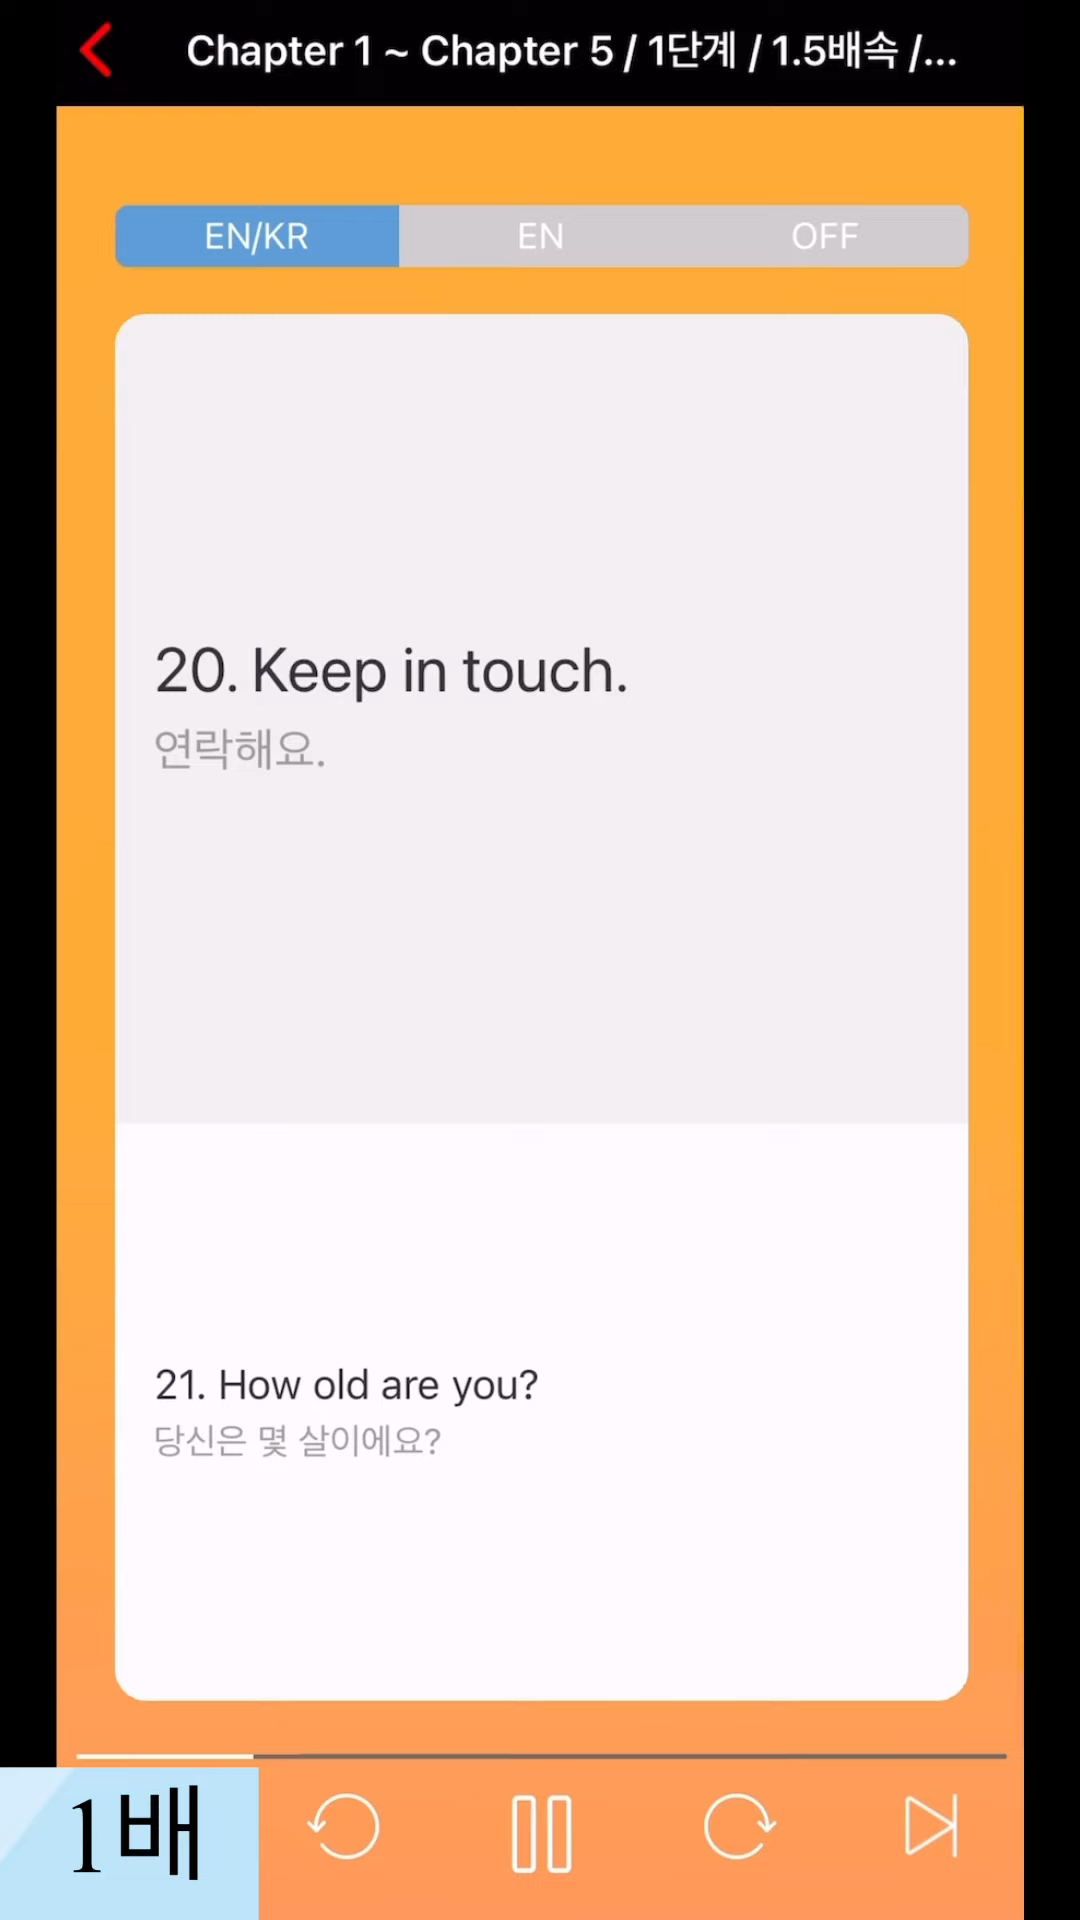 Chapter 1 ~ Chapter 5 / 1단계 / 1.5배속 /...
EN/KR EN OFF
20. Keep in touch.
연락해요.
21. How old are you?
당신은 몇 살이에요?
1배